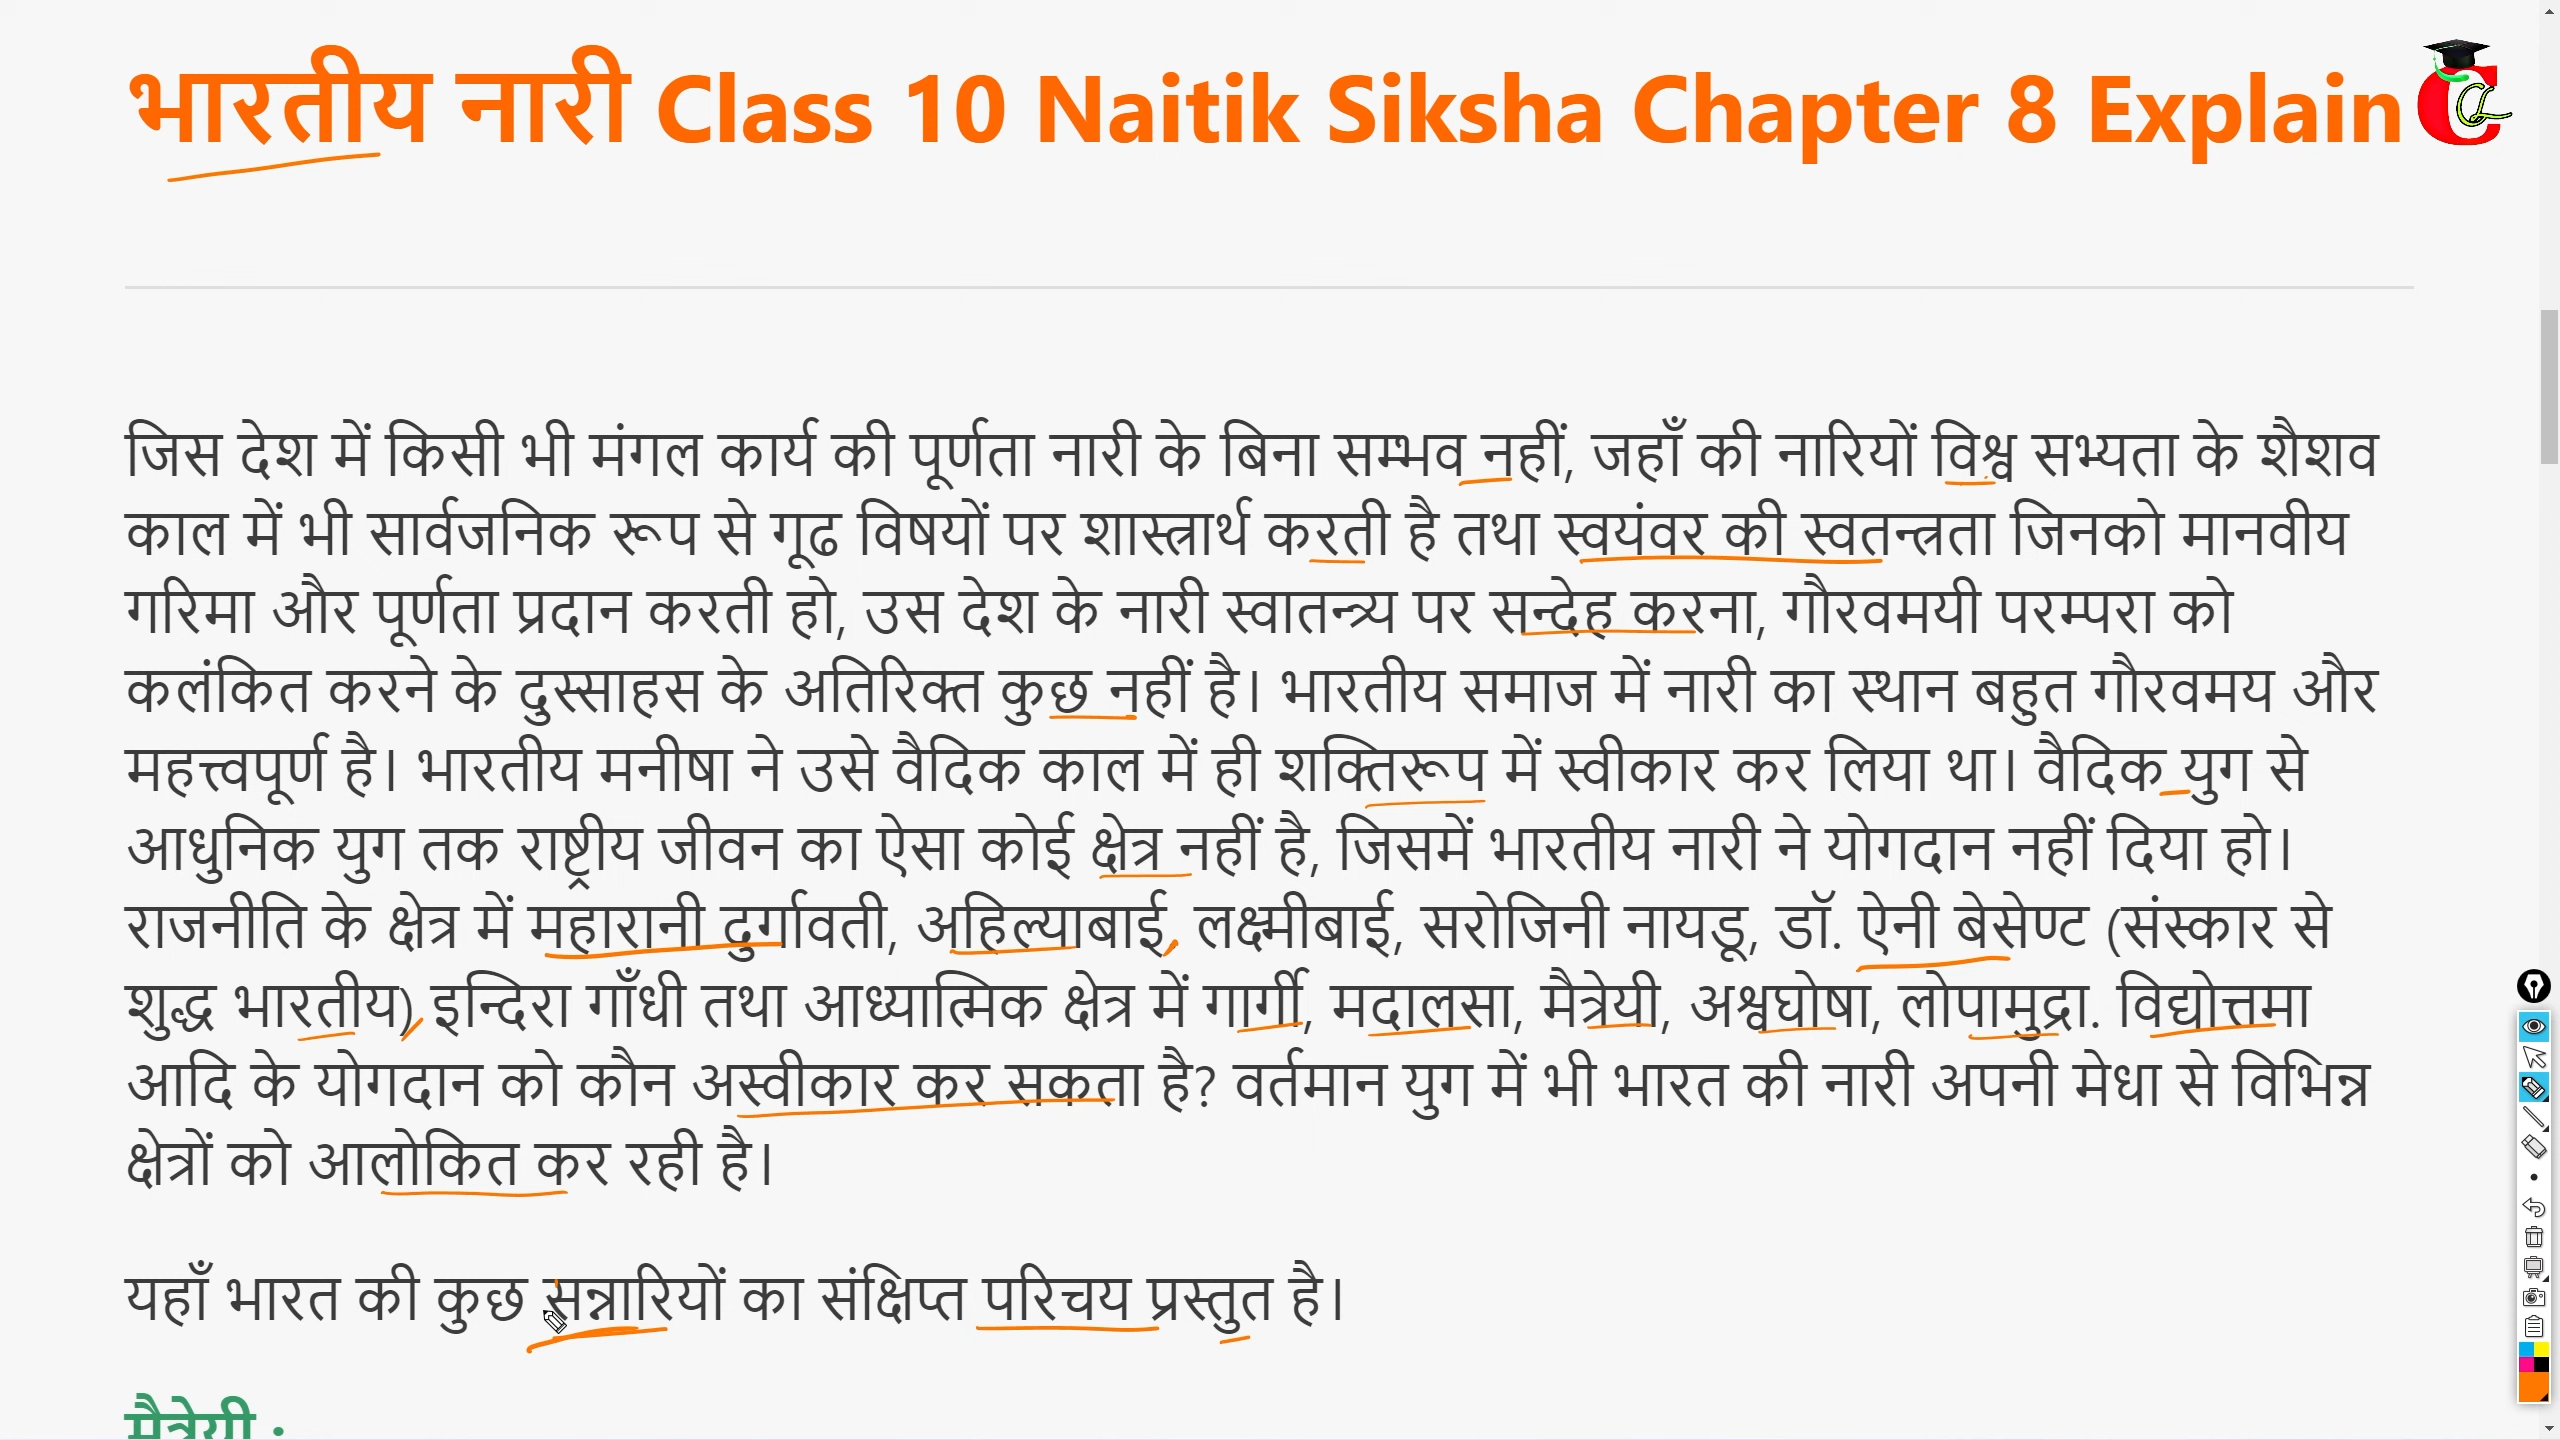 भारतीय नारी Class 10 Naitik Siksha Chapter 8 Explain
जिस देश में किसी भी मंगल कार्य की पूर्णता नारी के बिना सम्भव नहीं, जहाँ की नारियों विश्व सभ्यता के शैशव
काल में भी सार्वजनिक रूप से गूढ विषयों पर शास्त्रार्थ करती है तथा स्वयंवर की स्वतन्त्रता जिनको मानवीय
गरिमा और पूर्णता प्रदान करती हो, उस देश के नारी स्वातन्त्र्य पर सन्देह करना, गौरवमयी परम्परा को
कलंकित करने के दुस्साहस के अतिरिक्त कुछ नहीं है। भारतीय समाज में नारी का स्थान बहुत गौरवमय और
महत्त्वपूर्ण है। भारतीय मनीषा ने उसे वैदिक काल में ही शक्तिरूप में स्वीकार कर लिया था। वैदिक युग से
आधुनिक युग तक राष्ट्रीय जीवन का ऐसा कोई क्षेत्र नहीं है, जिसमें भारतीय नारी ने योगदान नहीं दिया हो।
राजनीति के क्षेत्र में महारानी दुर्गावती, अहिल्याबाई, लक्ष्मीबाई, सरोजिनी नायडू, डॉ. ऐनी बेसेण्ट (संस्कार से
शुद्ध भारतीय), इन्दिरा गाँधी तथा आध्यात्मिक क्षेत्र में गार्गी, मदालसा, मैत्रेयी, अश्वघोषा, लोपामुद्रा. विद्योत्तमा
आदि के योगदान को कौन अस्वीकार कर सकता है? वर्तमान युग में भी भारत की नारी अपनी मेधा से विभिन्न
क्षेत्रों को आलोकित कर रही है।
यहाँ भारत की कुछ सन्नारियों का संक्षिप्त परिचय प्रस्तुत है।
मैत्रेयी :